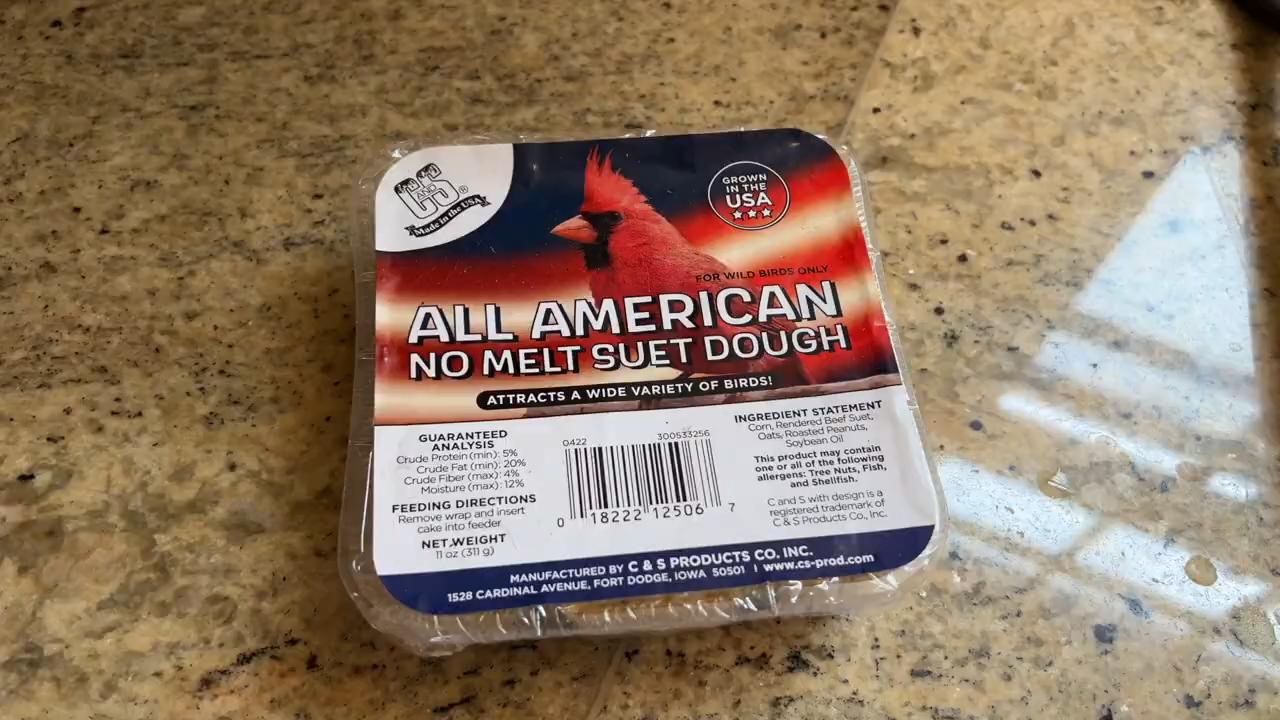 C AND S ®
Made in the USA
GROWN
IN THE
USA
FOR WILD BIRDS ONLY
ALL AMERICAN
NO MELT SUET DOUGH
ATTRACTS A WIDE VARIETY OF BIRDS!
GUARANTEED
ANALYSIS
Crude Protein (min): 5%
Crude Fat (min): 20%
Crude Fiber (max): 4%
Moisture (max): 12%
FEEDING DIRECTIONS
Remove wrap and insert
cake into feeder
NET WEIGHT
11 oz (311 g)
0422 300533256
0 18222 12506 7
INGREDIENT STATEMENT
Corn, Rendered Beef Suet,
Oats, Roasted Peanuts,
Soybean Oil
This product may contain
one or all of the following
allergens: Tree Nuts, Fish,
and Shellfish.
C and S with design is a
registered trademark of
C & S Products Co., Inc.
MANUFACTURED BY C & S PRODUCTS CO. INC.
1528 CARDINAL AVENUE, FORT DODGE, IOWA 50501 | www.cs-prod.com